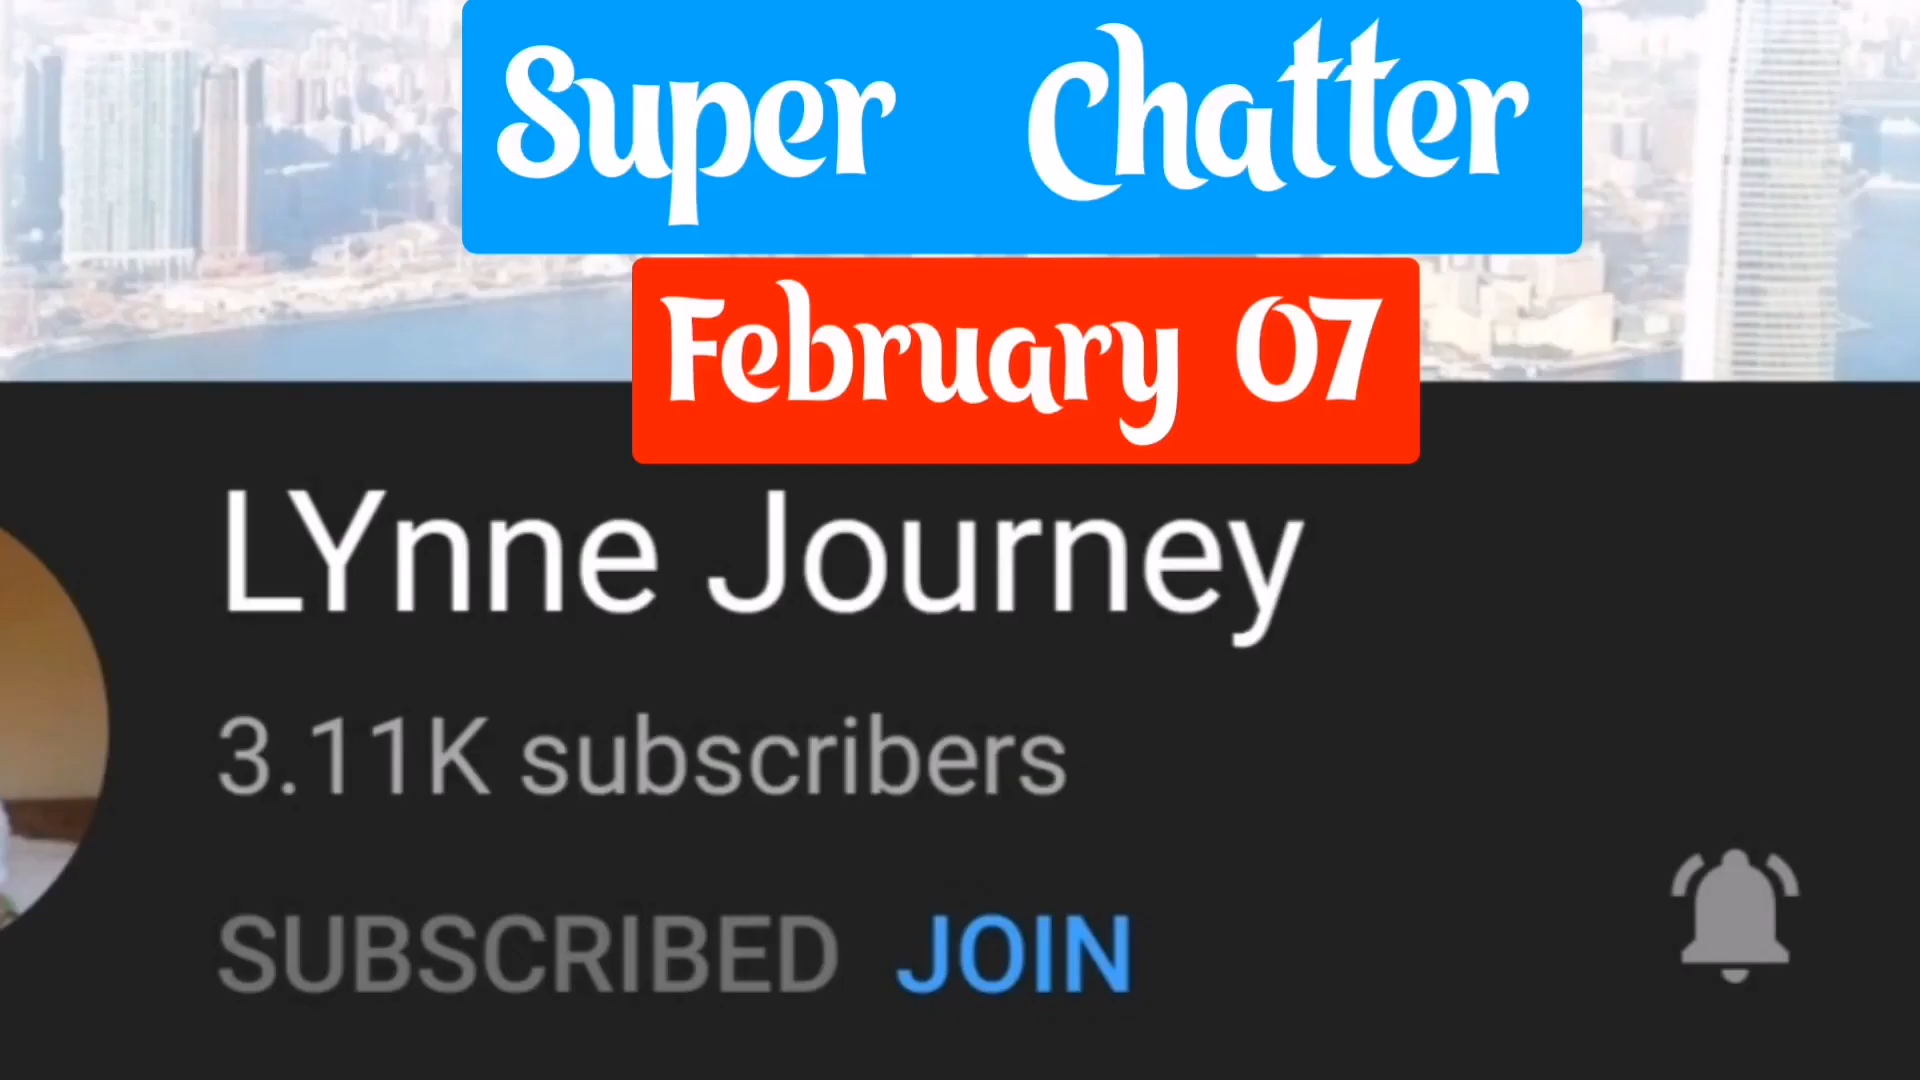 Super Chatter
February 07
LYnne Journey
3.11K subscribers
SUBSCRIBED JOIN